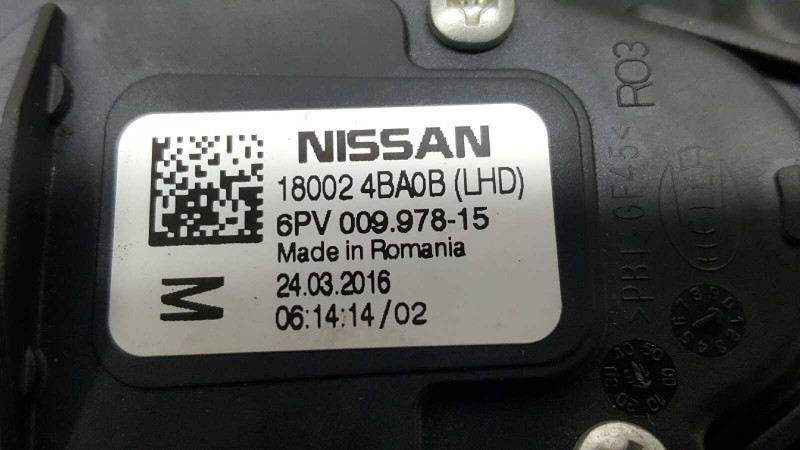 NISSAN
18002 4BA0B (LHD)
6PV 009.978-15
Made in Romania
24.03.2016
06:14:14/02
M
>PBT-GF45< R03
HELLA